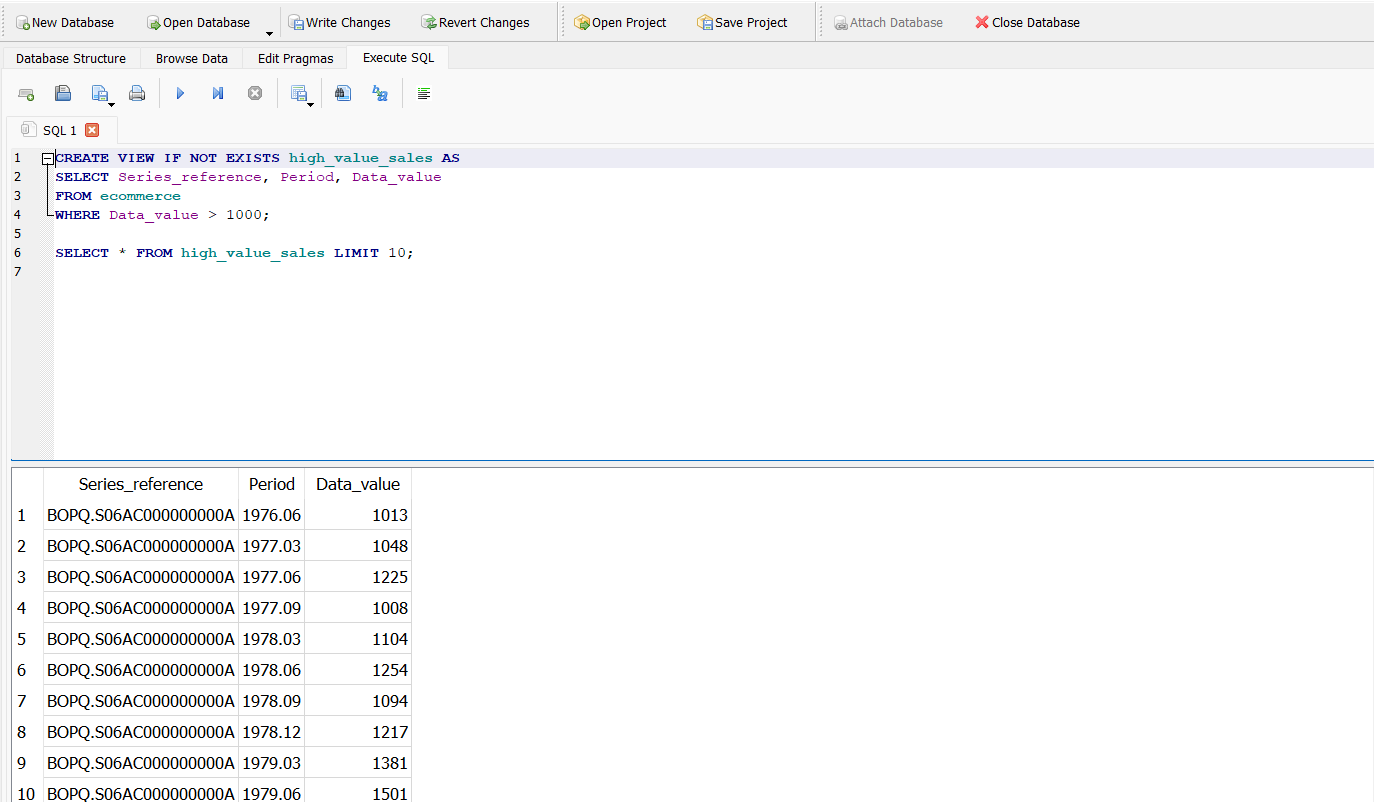 New Database Open Database Write Changes Revert Changes Open Project Save Project Attach Database Close Database
Database Structure Browse Data Edit Pragmas Execute SQL
SQL 1
1 CREATE VIEW IF NOT EXISTS high_value_sales AS
2 SELECT Series_reference, Period, Data_value
3 FROM ecommerce
4 WHERE Data_value > 1000;
5
6 SELECT * FROM high_value_sales LIMIT 10;
7
Series_reference Period Data_value
1 BOPQ.S06AC000000000A 1976.06 1013
2 BOPQ.S06AC000000000A 1977.03 1048
3 BOPQ.S06AC000000000A 1977.06 1225
4 BOPQ.S06AC000000000A 1977.09 1008
5 BOPQ.S06AC000000000A 1978.03 1104
6 BOPQ.S06AC000000000A 1978.06 1254
7 BOPQ.S06AC000000000A 1978.09 1094
8 BOPQ.S06AC000000000A 1978.12 1217
9 BOPQ.S06AC000000000A 1979.03 1381
10 BOPQ.S06AC000000000A 1979.06 1501